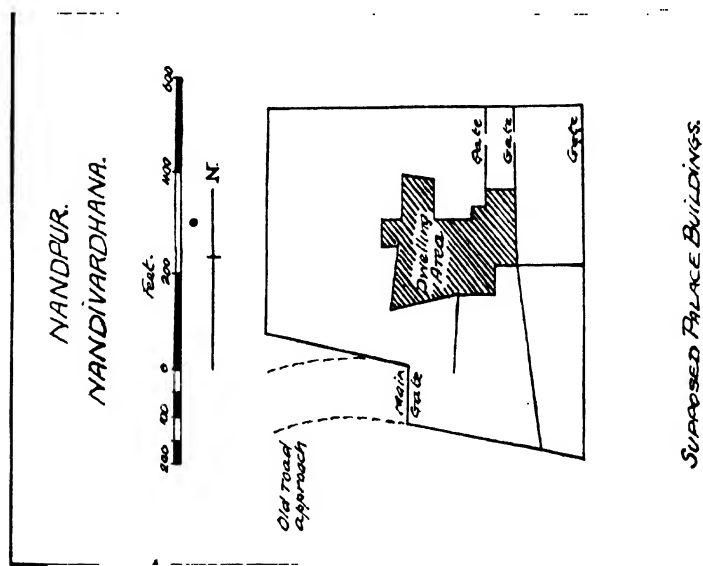 NANDPUR.
NANDIVARDHANA.
Feet.
200 100 0 200 400 600
N.
Old road
approach
Main
Gate
Dwelling
Area
Gate
Gate
Gate
SUPPOSED PALACE BUILDINGS.